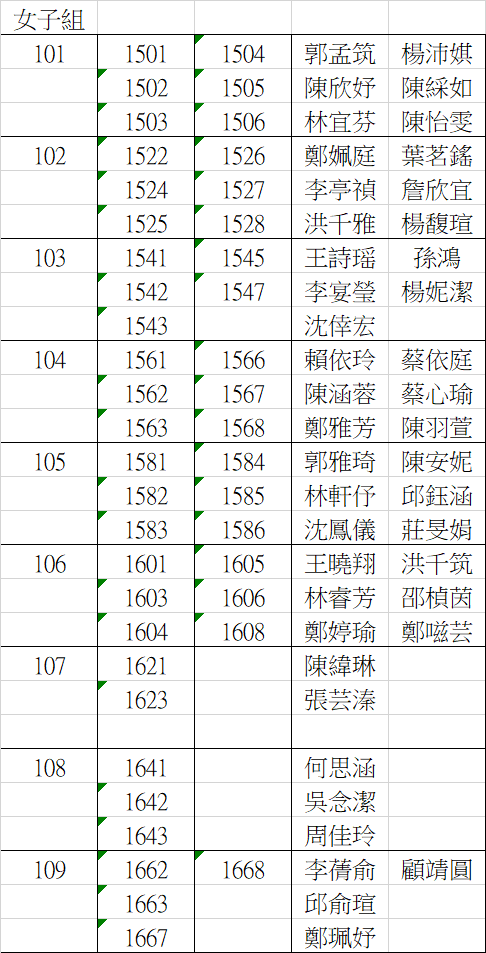 女子組
101 1501 1504 郭孟筑 楊沛娸
1502 1505 陳欣妤 陳綵如
1503 1506 林宜芬 陳怡雯
102 1522 1526 鄭姵庭 葉茗鎐
1524 1527 李亭禎 詹欣宜
1525 1528 洪千雅 楊馥瑄
103 1541 1545 王詩瑶 孫鴻
1542 1547 李宴瑩 楊妮潔
1543 沈倖宏
104 1561 1566 賴依玲 蔡依庭
1562 1567 陳涵蓉 蔡心瑜
1563 1568 鄭雅芳 陳羽萱
105 1581 1584 郭雅琦 陳安妮
1582 1585 林軒伃 邱鈺涵
1583 1586 沈鳳儀 莊旻娟
106 1601 1605 王曉翔 洪千筑
1603 1606 林睿芳 邵楨茵
1604 1608 鄭婷瑜 鄭嗞芸
107 1621 陳緯琳
1623 張芸溱
108 1641 何思涵
1642 吳念潔
1643 周佳玲
109 1662 1668 李蒨俞 顧靖圓
1663 邱俞瑄
1667 鄭珮妤